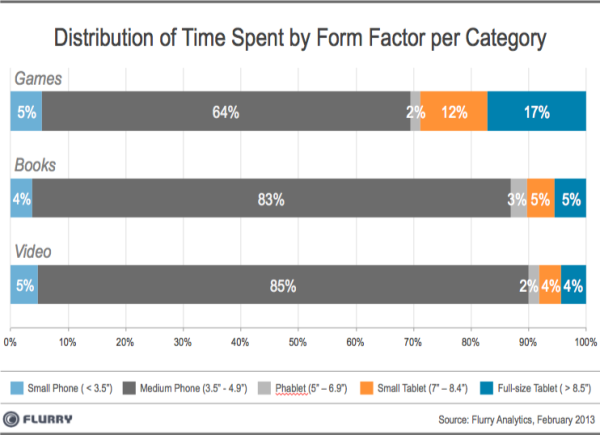 Distribution of Time Spent by Form Factor per Category
Games
5% 64% 2% 12% 17%
Books
4% 83% 3% 5% 5%
Video
5% 85% 2% 4% 4%
0% 10% 20% 30% 40% 50% 60% 70% 80% 90% 100%
Small Phone ( < 3.5") Medium Phone (3.5" - 4.9") Phablet (5" – 6.9") Small Tablet (7" – 8.4") Full-size Tablet ( > 8.5")
FLURRY Source: Flurry Analytics, February 2013